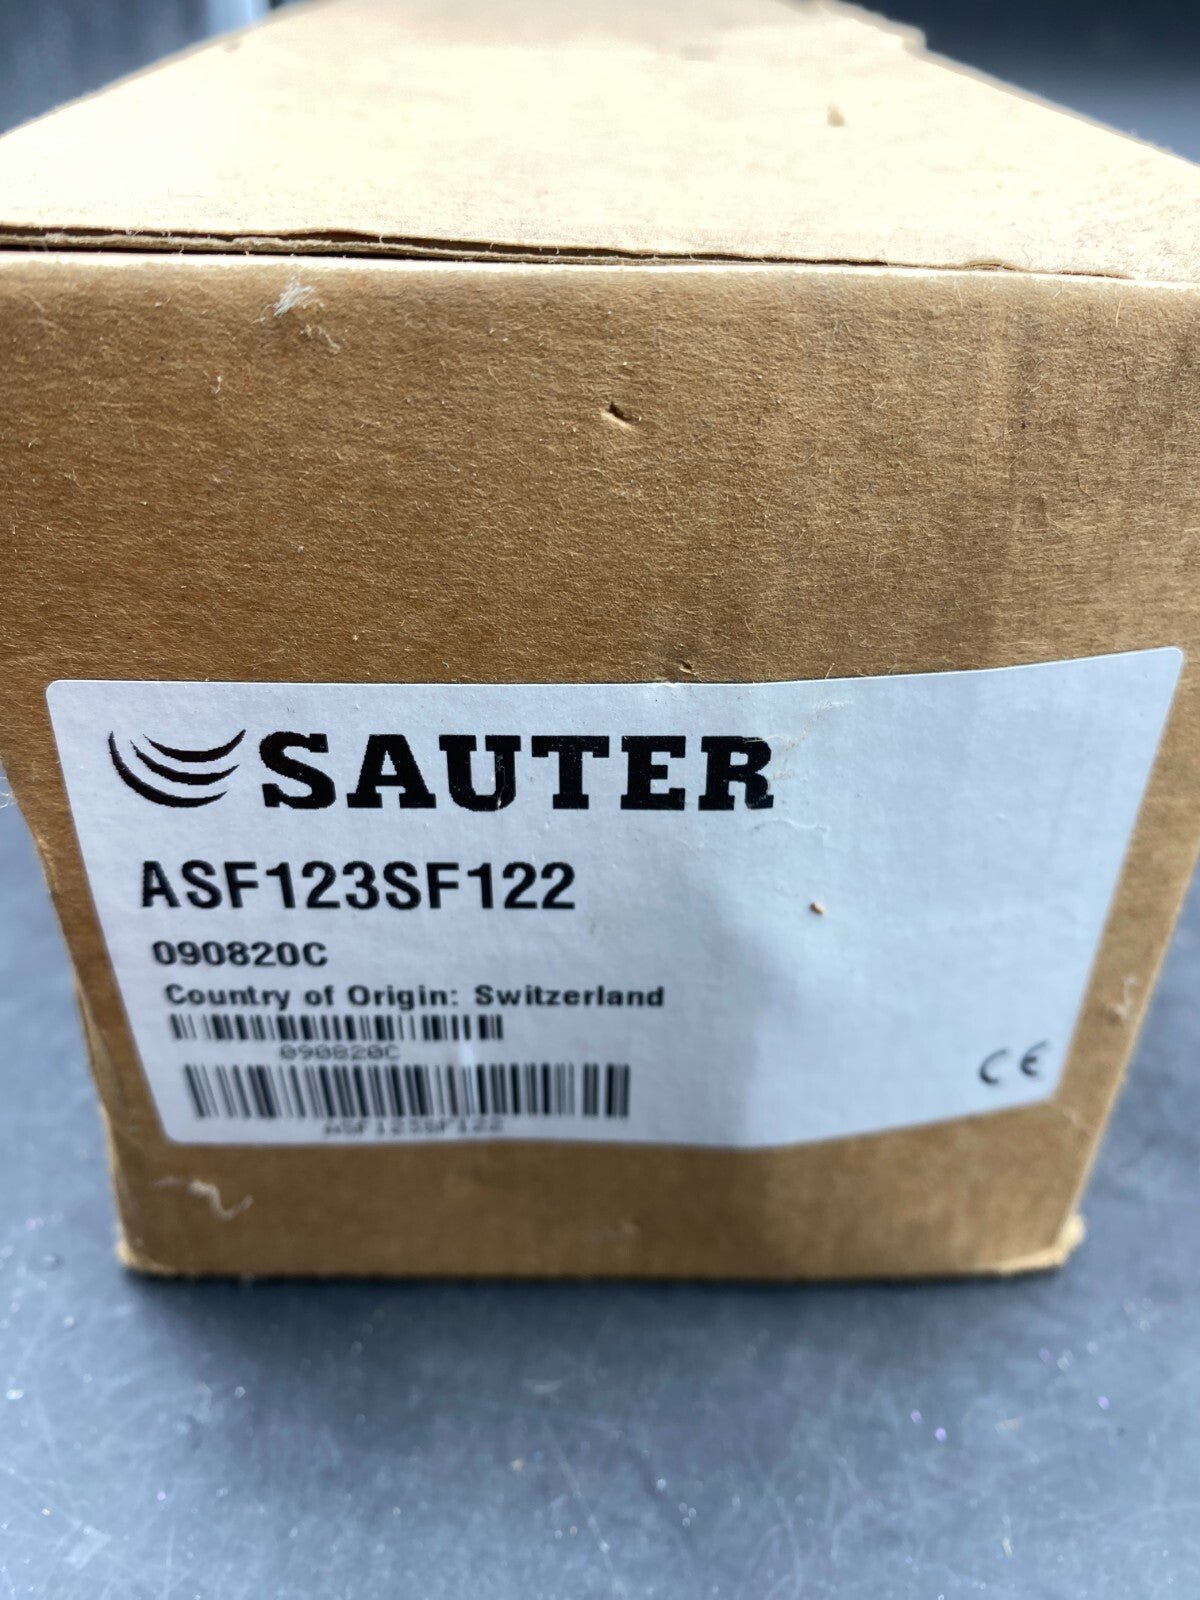 SAUTER
ASF123SF122
090820C
Country of Origin: Switzerland
090820C
ASF123SF122
CE